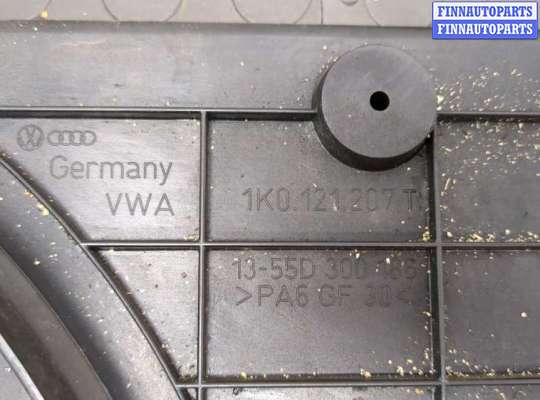 FINNAUTOPARTS
FINNAUTOPARTS
Germany
VWA
1K0.121.207 T
13-55D 300
>PA6 GF 30<